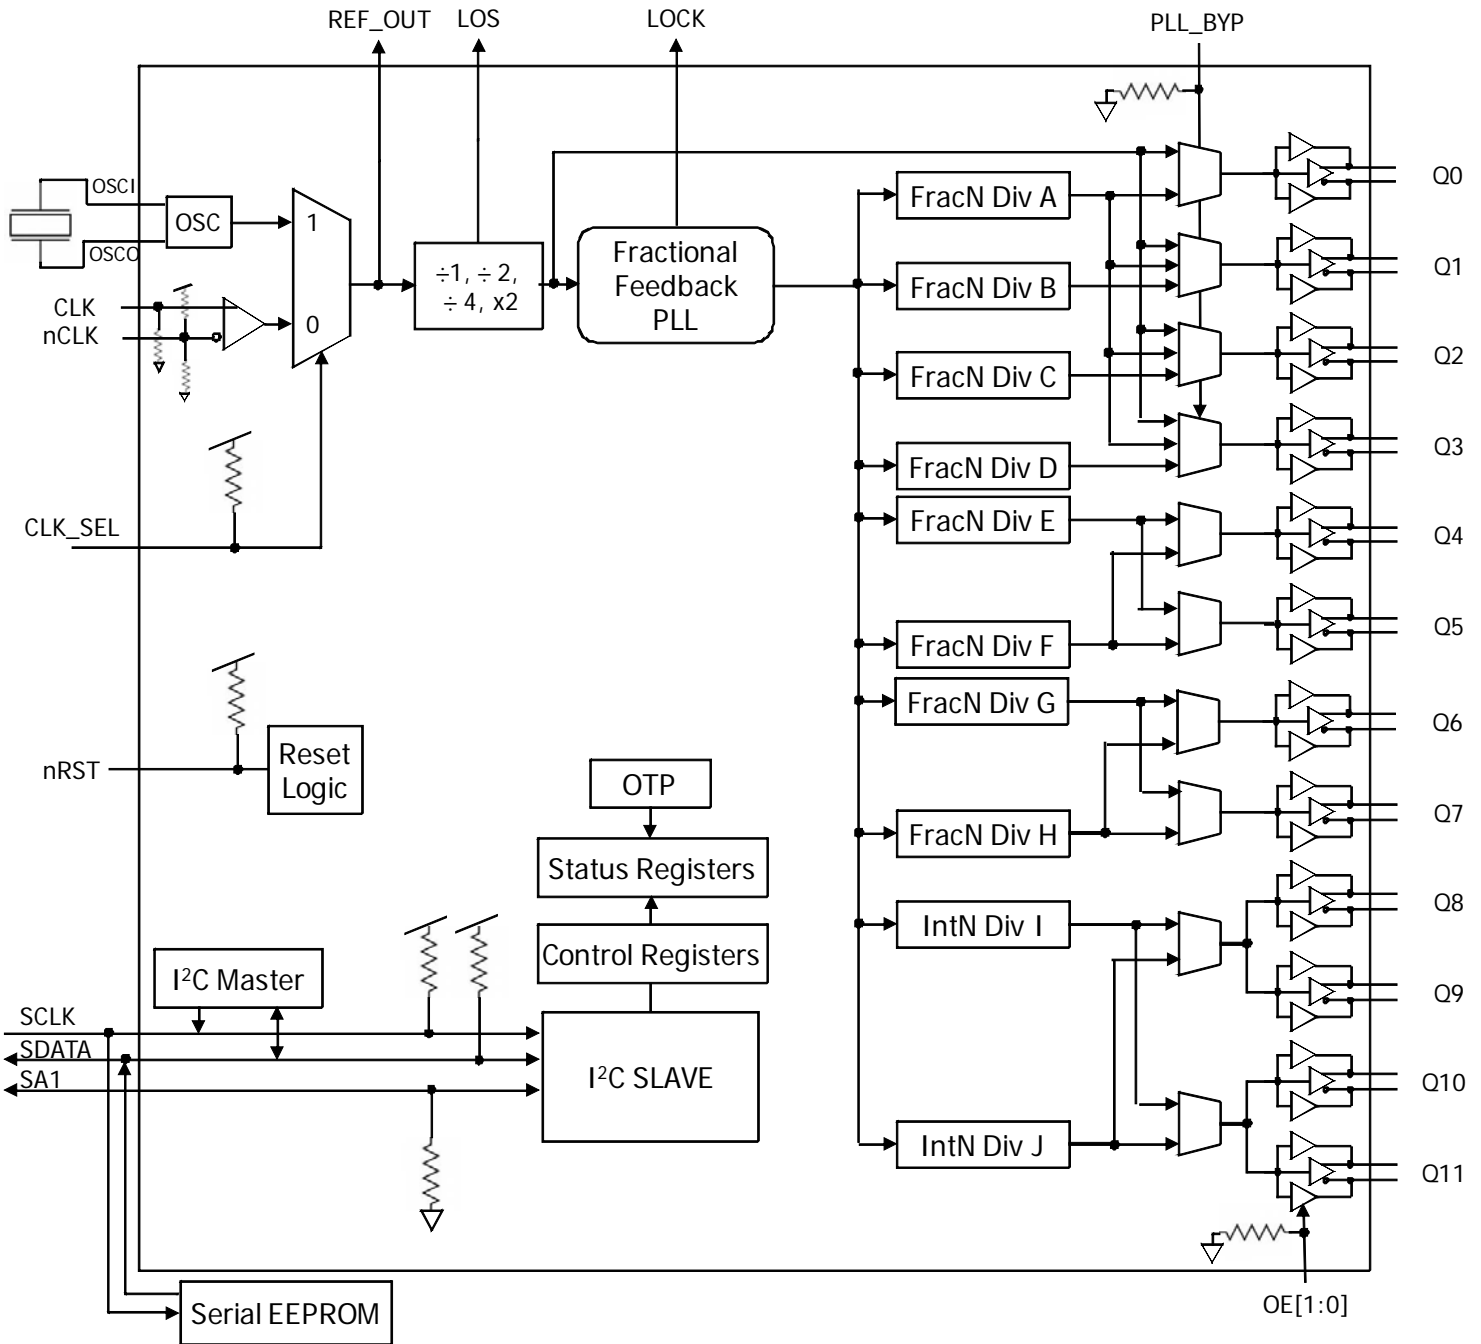 REF_OUT LOS LOCK PLL_BYP
OSCI
OSC
OSCO
1
0
CLK
nCLK
÷1, ÷ 2,
÷ 4, x2
Fractional
Feedback
PLL
CLK_SEL
nRST
Reset
Logic
OTP
Status Registers
Control Registers
I²C Master
SCLK
SDATA
SA1
I²C SLAVE
Serial EEPROM
FracN Div A
FracN Div B
FracN Div C
FracN Div D
FracN Div E
FracN Div F
FracN Div G
FracN Div H
IntN Div I
IntN Div J
Q0
Q1
Q2
Q3
Q4
Q5
Q6
Q7
Q8
Q9
Q10
Q11
OE[1:0]